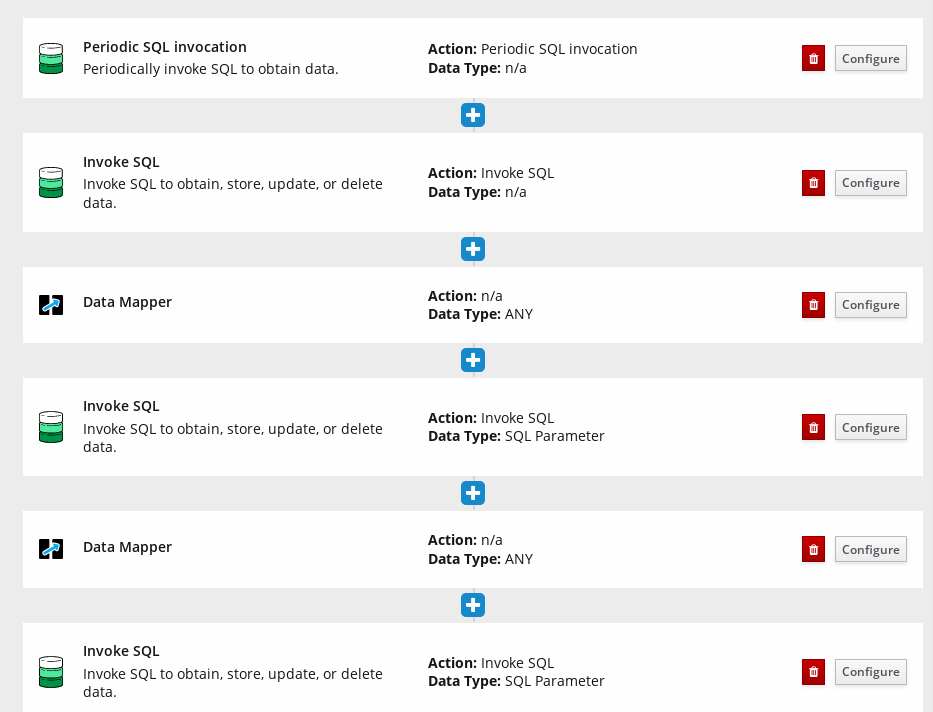 Periodic SQL invocation
Periodically invoke SQL to obtain data.
Action: Periodic SQL invocation
Data Type: n/a
Configure
Invoke SQL
Invoke SQL to obtain, store, update, or delete
data.
Action: Invoke SQL
Data Type: n/a
Configure
Data Mapper
Action: n/a
Data Type: ANY
Configure
Invoke SQL
Invoke SQL to obtain, store, update, or delete
data.
Action: Invoke SQL
Data Type: SQL Parameter
Configure
Data Mapper
Action: n/a
Data Type: ANY
Configure
Invoke SQL
Invoke SQL to obtain, store, update, or delete
data.
Action: Invoke SQL
Data Type: SQL Parameter
Configure